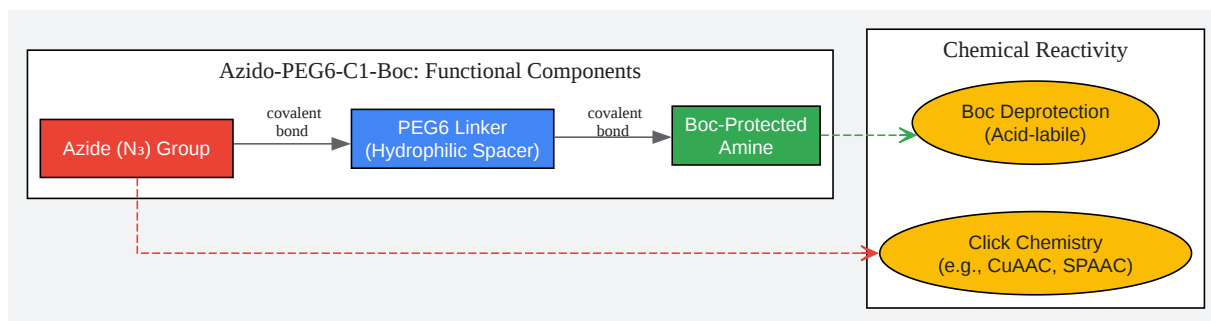 Azido-PEG6-C1-Boc: Functional Components
Azide (N₃) Group
covalent
bond
PEG6 Linker
(Hydrophilic Spacer)
covalent
bond
Boc-Protected
Amine
Chemical Reactivity
Boc Deprotection
(Acid-labile)
Click Chemistry
(e.g., CuAAC, SPAAC)